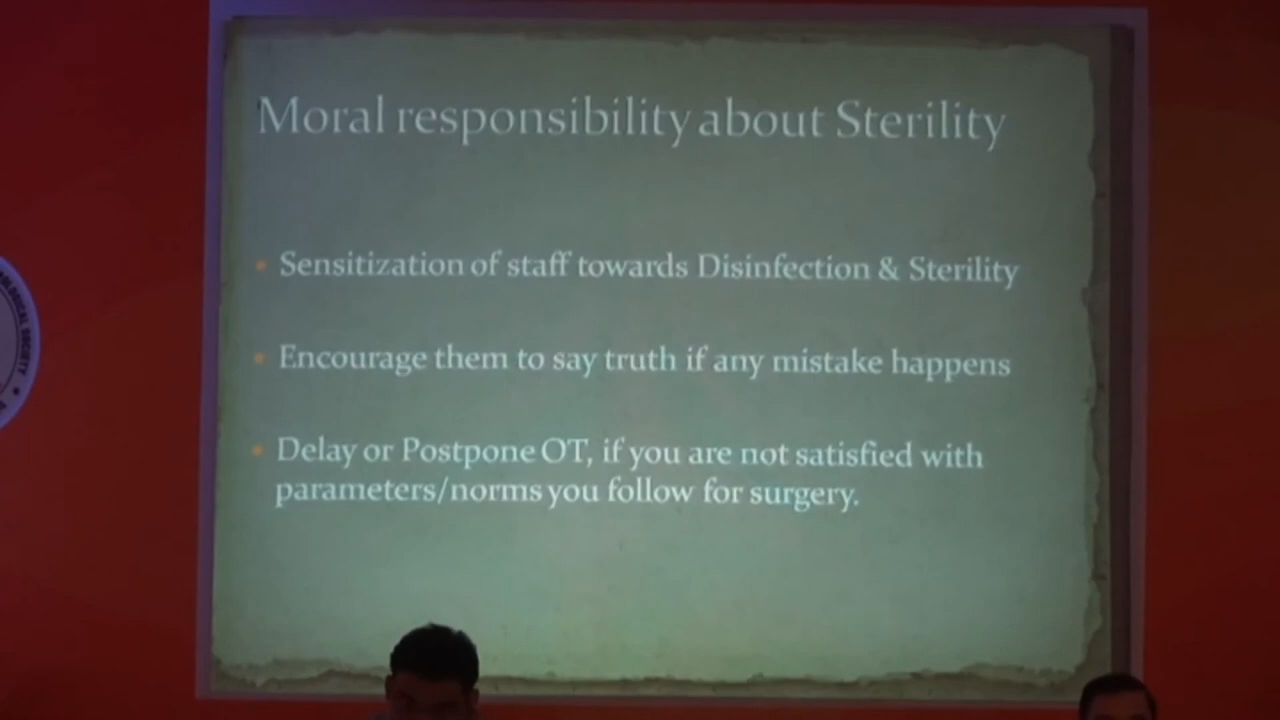 Moral responsibility about Sterility
• Sensitization of staff towards Disinfection & Sterility
• Encourage them to say truth if any mistake happens
• Delay or Postpone OT, if you are not satisfied with
parameters/norms you follow for surgery.
SOCIETY